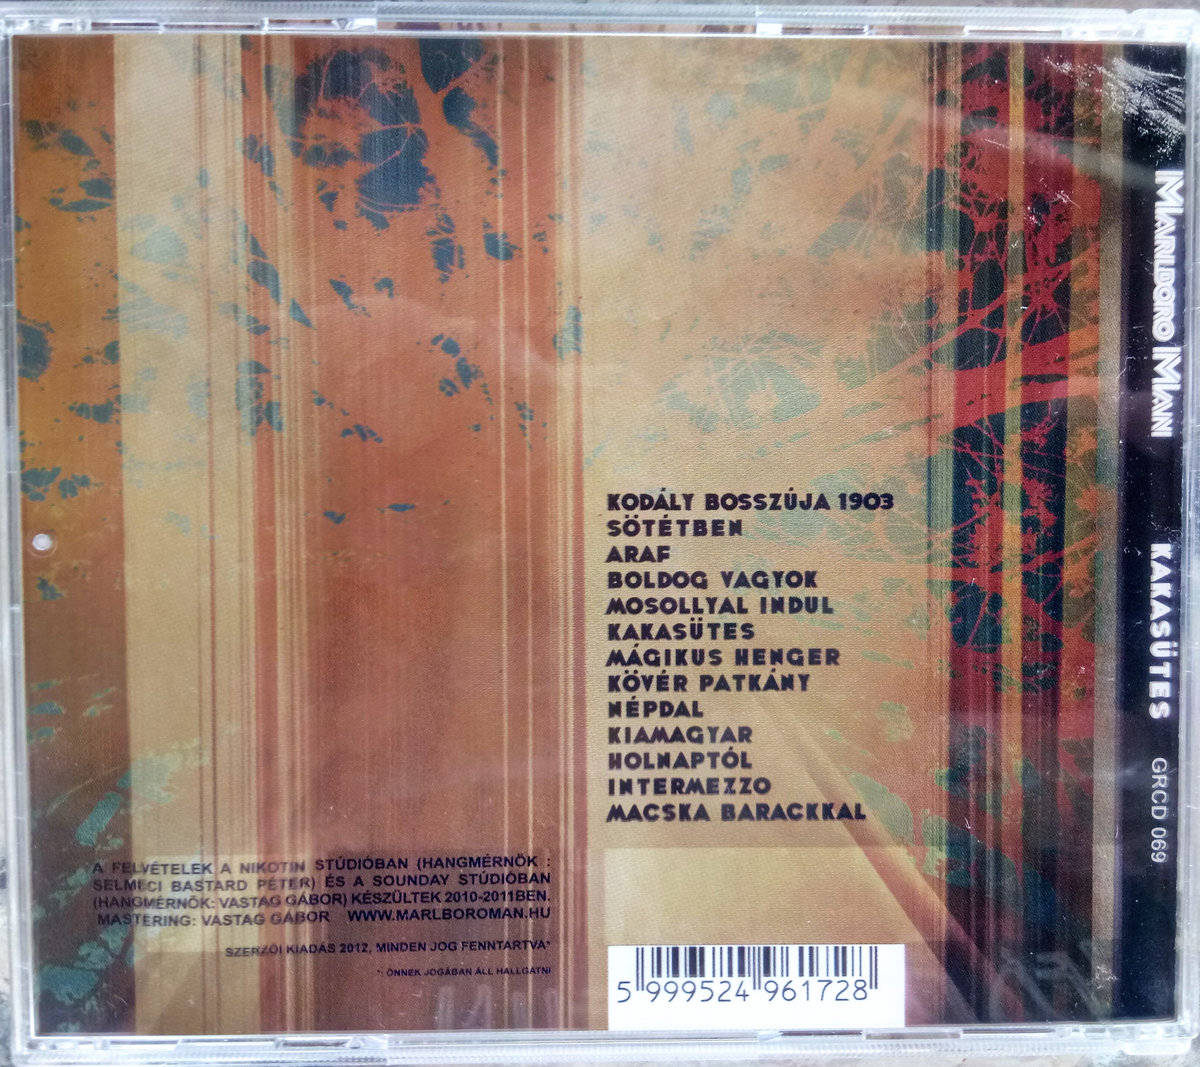 KODÁLY BOSSZÚJA 1903
SÖTÉTBEN
ARAF
BOLDOG VAGYOK
MOSOLLYAL INDUL
KAKASÜTES
MÁGIKUS HENGER
KÖVÉR PATKÁNY
NÉPDAL
KIAMAGYAR
HOLNAPTÓL
INTERMEZZO
MACSKA BARACKKAL
A FELVÉTELEK A NIKOTIN STÚDIÓBAN (HANGMÉRNÖK :
SELMECI BASTARD PÉTER) ÉS A SOUNDAY STÚDIÓBAN
(HANGMÉRNÖK: VASTAG GÁBOR) KÉSZÜLTEK 2010-2011BEN.
MASTERING: VASTAG GÁBOR WWW.MARLBOROMAN.HU
SZERZŐI KIADÁS 2012, MINDEN JOG FENNTARTVA*
*: ÖNNEK JOGÁBAN ÁLL HALLGATNI
5 999524 961728
MARLBORO MAN KAKASÜTES GRCD 069